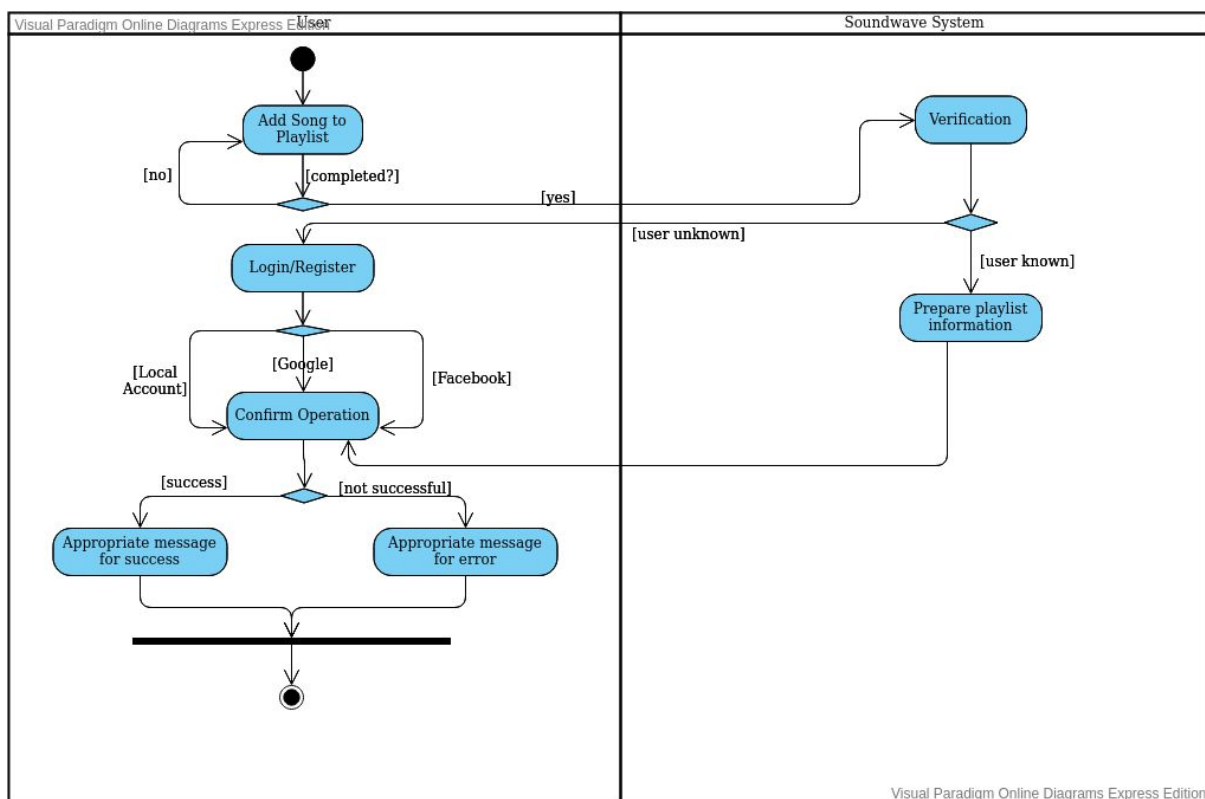 Visual Paradigm Online Diagrams Express Edition
User
Soundwave System
Add Song to
Playlist
Verification
[no]
[completed?]
[yes]
[user unknown]
[user known]
Login/Register
Prepare playlist
information
[Local
Account]
[Google]
[Facebook]
Confirm Operation
[success]
[not successful]
Appropriate message
for success
Appropriate message
for error
Visual Paradigm Online Diagrams Express Edition